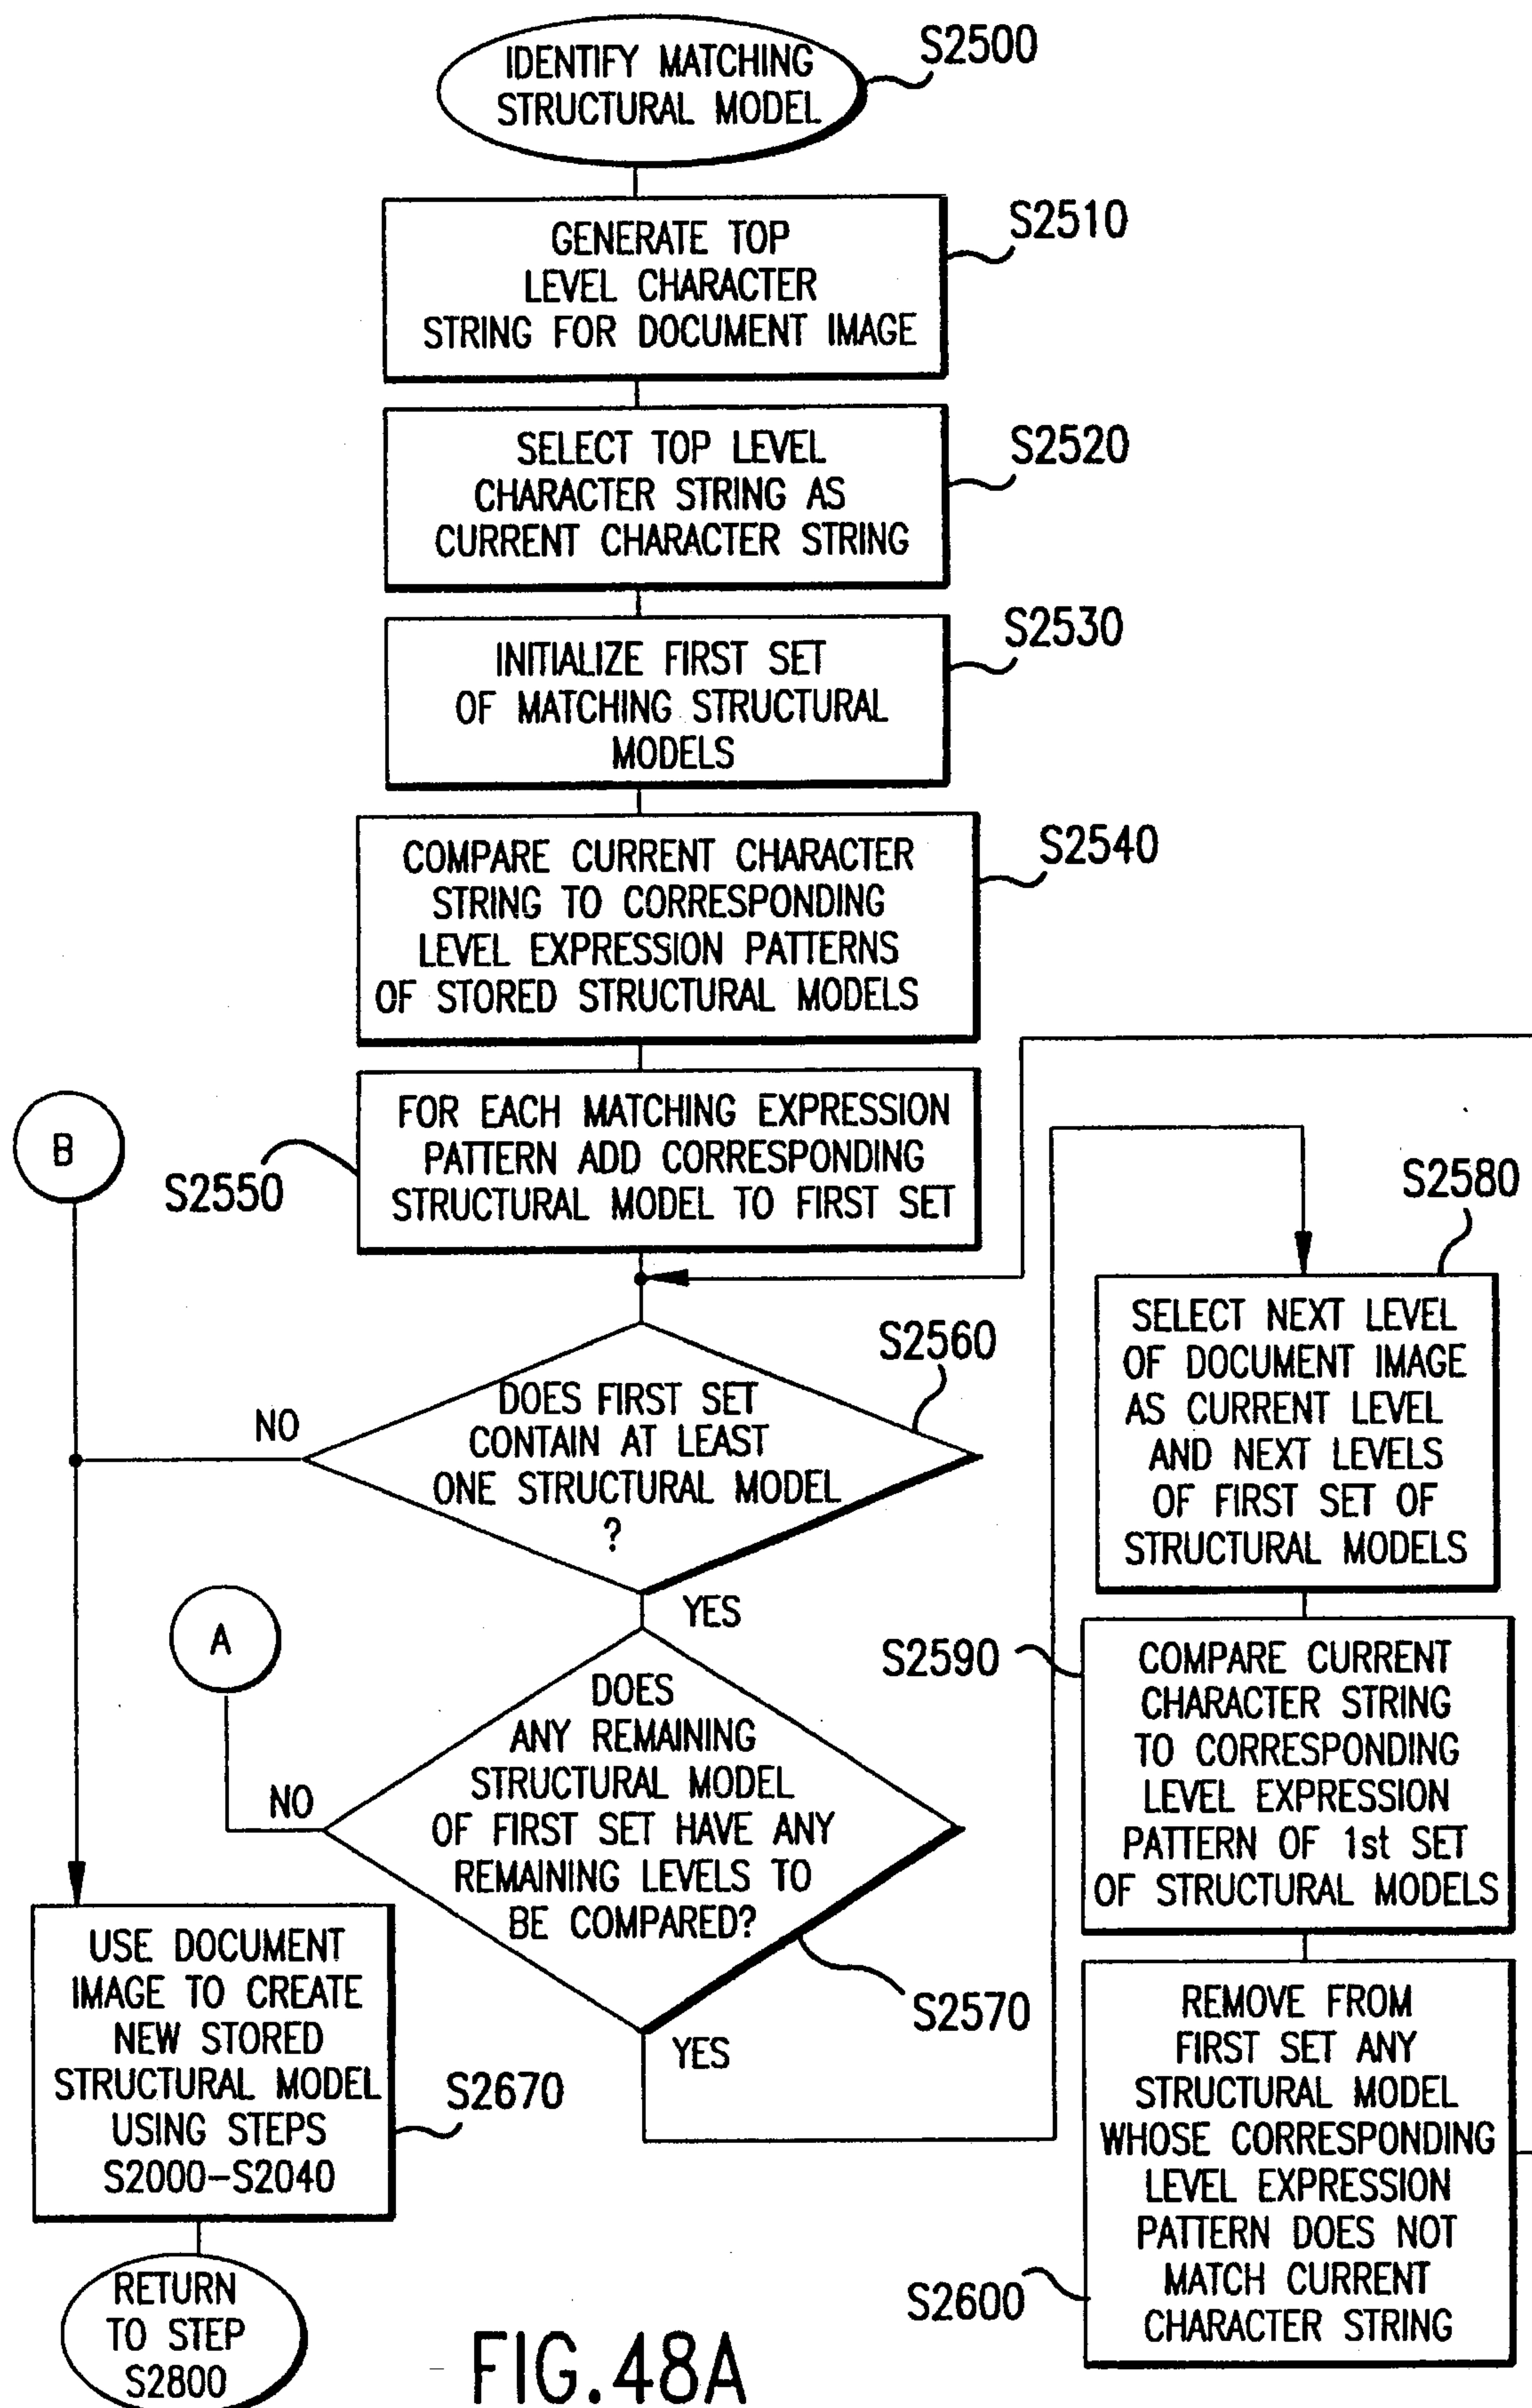 IDENTIFY MATCHING
STRUCTURAL MODEL
S2500
GENERATE TOP
LEVEL CHARACTER
STRING FOR DOCUMENT IMAGE
S2510
SELECT TOP LEVEL
CHARACTER STRING AS
CURRENT CHARACTER STRING
S2520
INITIALIZE FIRST SET
OF MATCHING STRUCTURAL
MODELS
S2530
COMPARE CURRENT CHARACTER
STRING TO CORRESPONDING
LEVEL EXPRESSION PATTERNS
OF STORED STRUCTURAL MODELS
S2540
FOR EACH MATCHING EXPRESSION
PATTERN ADD CORRESPONDING
STRUCTURAL MODEL TO FIRST SET
S2550
B
DOES FIRST SET
CONTAIN AT LEAST
ONE STRUCTURAL MODEL
?
S2560
NO
YES
A
DOES
ANY REMAINING
STRUCTURAL MODEL
OF FIRST SET HAVE ANY
REMAINING LEVELS TO
BE COMPARED?
S2570
NO
YES
SELECT NEXT LEVEL
OF DOCUMENT IMAGE
AS CURRENT LEVEL
AND NEXT LEVELS
OF FIRST SET OF
STRUCTURAL MODELS
S2580
COMPARE CURRENT
CHARACTER STRING
TO CORRESPONDING
LEVEL EXPRESSION
PATTERN OF 1st SET
OF STRUCTURAL MODELS
S2590
REMOVE FROM
FIRST SET ANY
STRUCTURAL MODEL
WHOSE CORRESPONDING
LEVEL EXPRESSION
PATTERN DOES NOT
MATCH CURRENT
CHARACTER STRING
S2600
USE DOCUMENT
IMAGE TO CREATE
NEW STORED
STRUCTURAL MODEL
USING STEPS
S2000-S2040
S2670
RETURN
TO STEP
S2800
FIG.48A